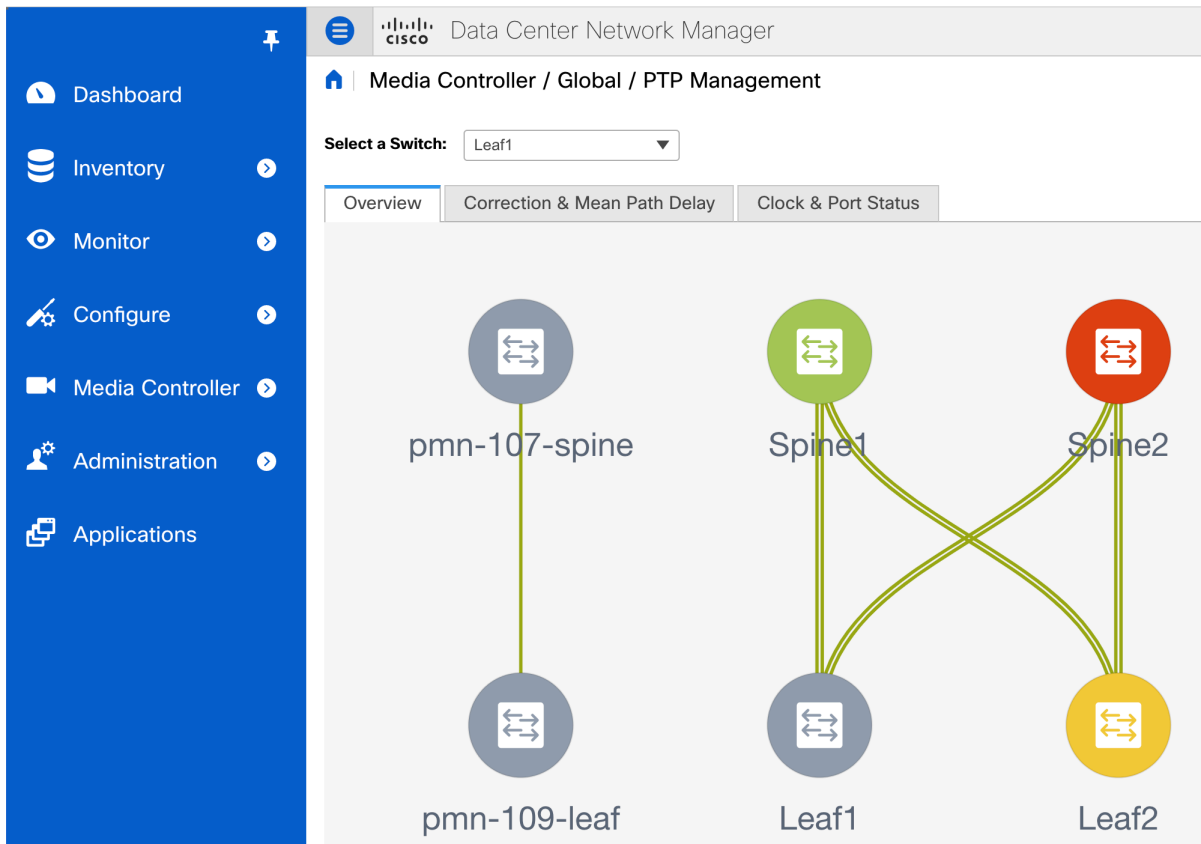 CISCO Data Center Network Manager
Media Controller / Global / PTP Management
Dashboard
Inventory
Monitor
Configure
Media Controller
Administration
Applications
Select a Switch: Leaf1
Overview Correction & Mean Path Delay Clock & Port Status
pmn-107-spine Spine1 Spine2
pmn-109-leaf Leaf1 Leaf2